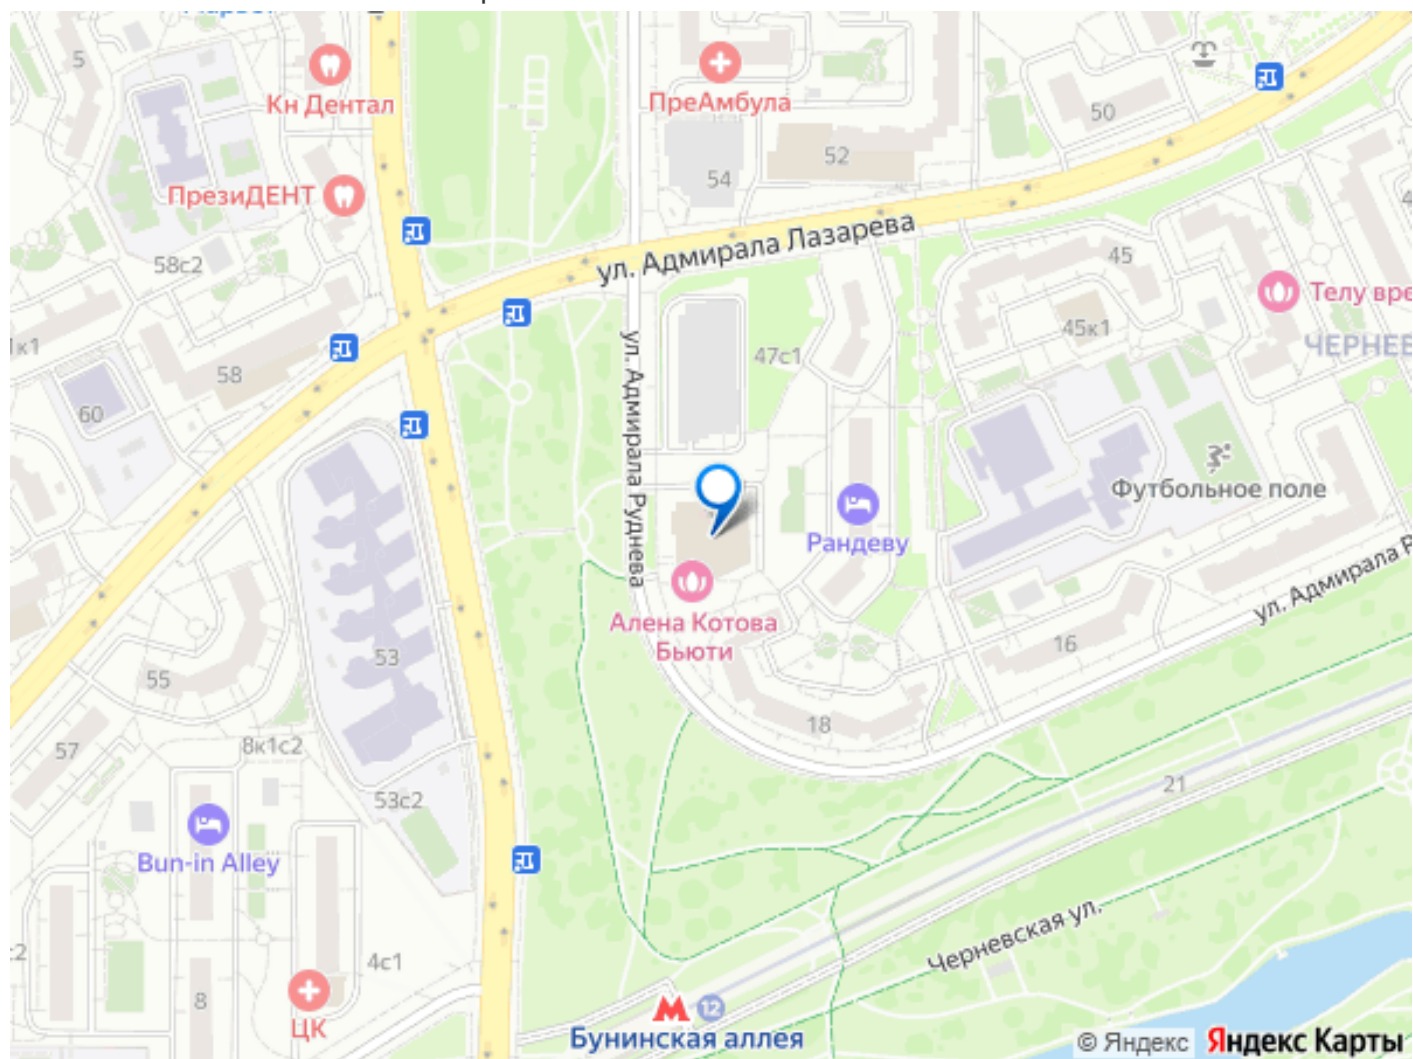 5
Кн Дентал
ПреАмбула
50
52
54
ПрезиДЕНТ
58с2
ул. Адмирала Лазарева
45
Телу вре
45к1
ЧЕРНЕВ
47с1
1к1
58
60
ул. Адмирала Руднева
Футбольное поле
Рандеву
Алена Котова
Бьюти
ул. Адмирала Р
16
53
55
18
57
8к1с2
53с2
21
Bun-in Alley
Черневская ул.
4с1
8
ЦК
12
Бунинская аллея
© Яндекс
Яндекс Карты